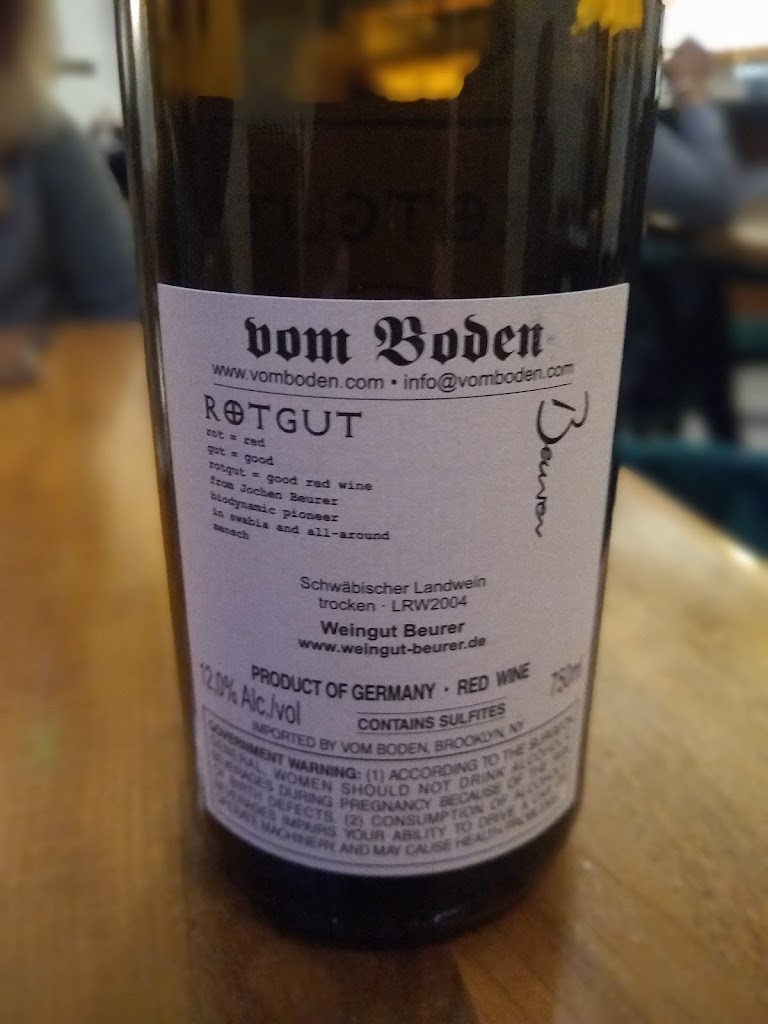 vom Boden
www.vomboden.com • info@vomboden.com
ROTGUT
rot = red
gut = good
rotgut = good red wine
from Jochen Beurer
biodynamic pioneer
in swabia and all-around
mensch
Beurer
Schwäbischer Landwein
trocken · LRW2004
Weingut Beurer
www.weingut-beurer.de
PRODUCT OF GERMANY · RED WINE
12,0% Alc./vol
750ml
CONTAINS SULFITES
IMPORTED BY VOM BODEN, BROOKLYN, NY
GOVERNMENT WARNING: (1) ACCORDING TO THE SURGEON
GENERAL, WOMEN SHOULD NOT DRINK ALCOHOLIC
BEVERAGES DURING PREGNANCY BECAUSE OF THE RISK
OF BIRTH DEFECTS. (2) CONSUMPTION OF ALCOHOLIC
BEVERAGES IMPAIRS YOUR ABILITY TO DRIVE A CAR OR
OPERATE MACHINERY, AND MAY CAUSE HEALTH PROBLEMS.